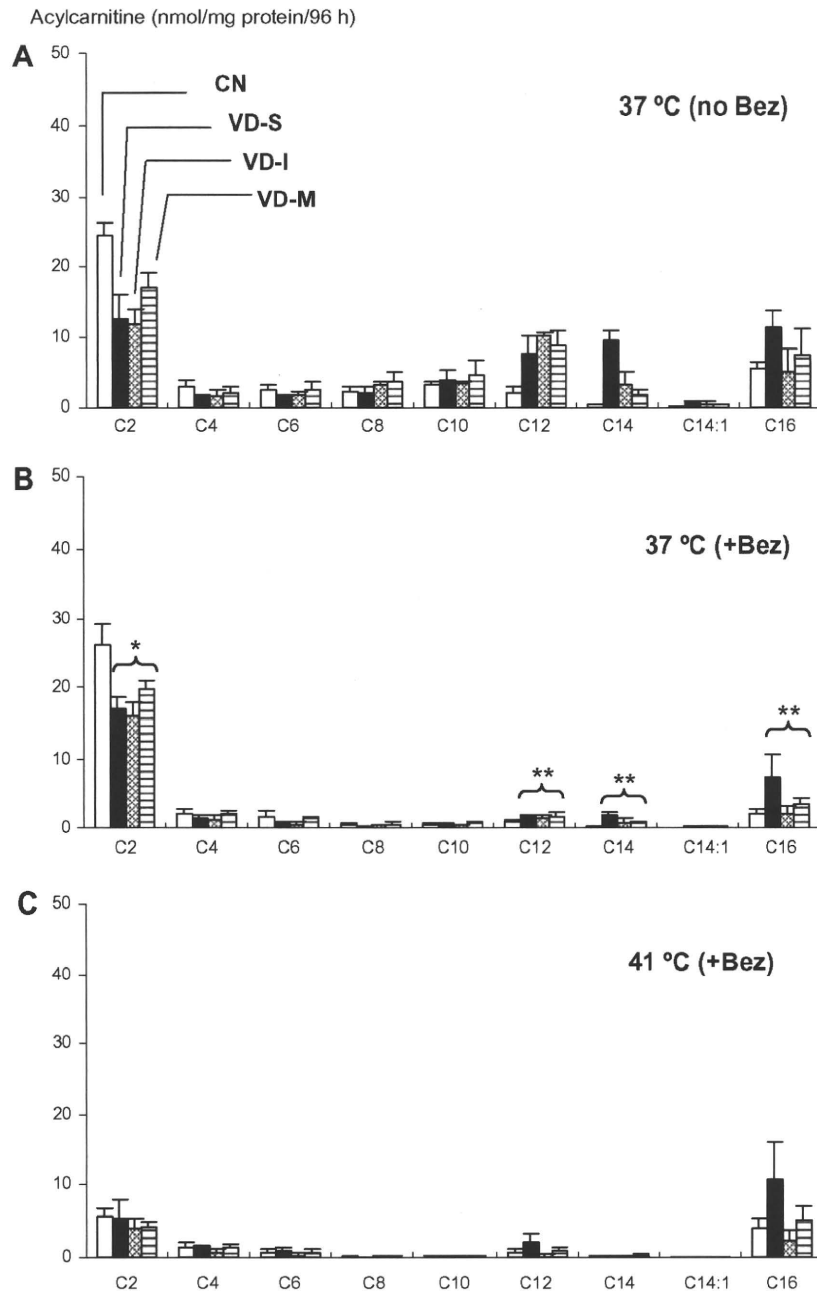 Acylcarnitine (nmol/mg protein/96 h)
A
50
40
30
20
10
0
CN
VD-S
VD-I
VD-M
37 ºC (no Bez)
C2 C4 C6 C8 C10 C12 C14 C14:1 C16
B
50
40
30
20
10
0
37 ºC (+Bez)
* ** ** **
C2 C4 C6 C8 C10 C12 C14 C14:1 C16
C
50
40
30
20
10
0
41 ºC (+Bez)
C2 C4 C6 C8 C10 C12 C14 C14:1 C16